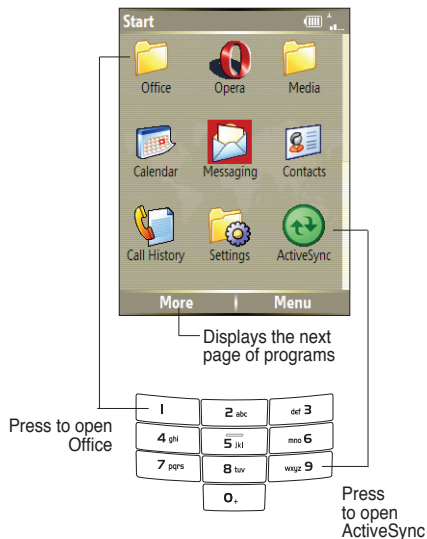 Start
Office Opera Media
Calendar Messaging Contacts
Call History Settings ActiveSync
More Menu
Displays the next
page of programs
Press to open
Office
1 2 abc def 3
4 ghi 5 jkl mno 6
7 pqrs 8 tuv wxyz 9
0 +
Press
to open
ActiveSync